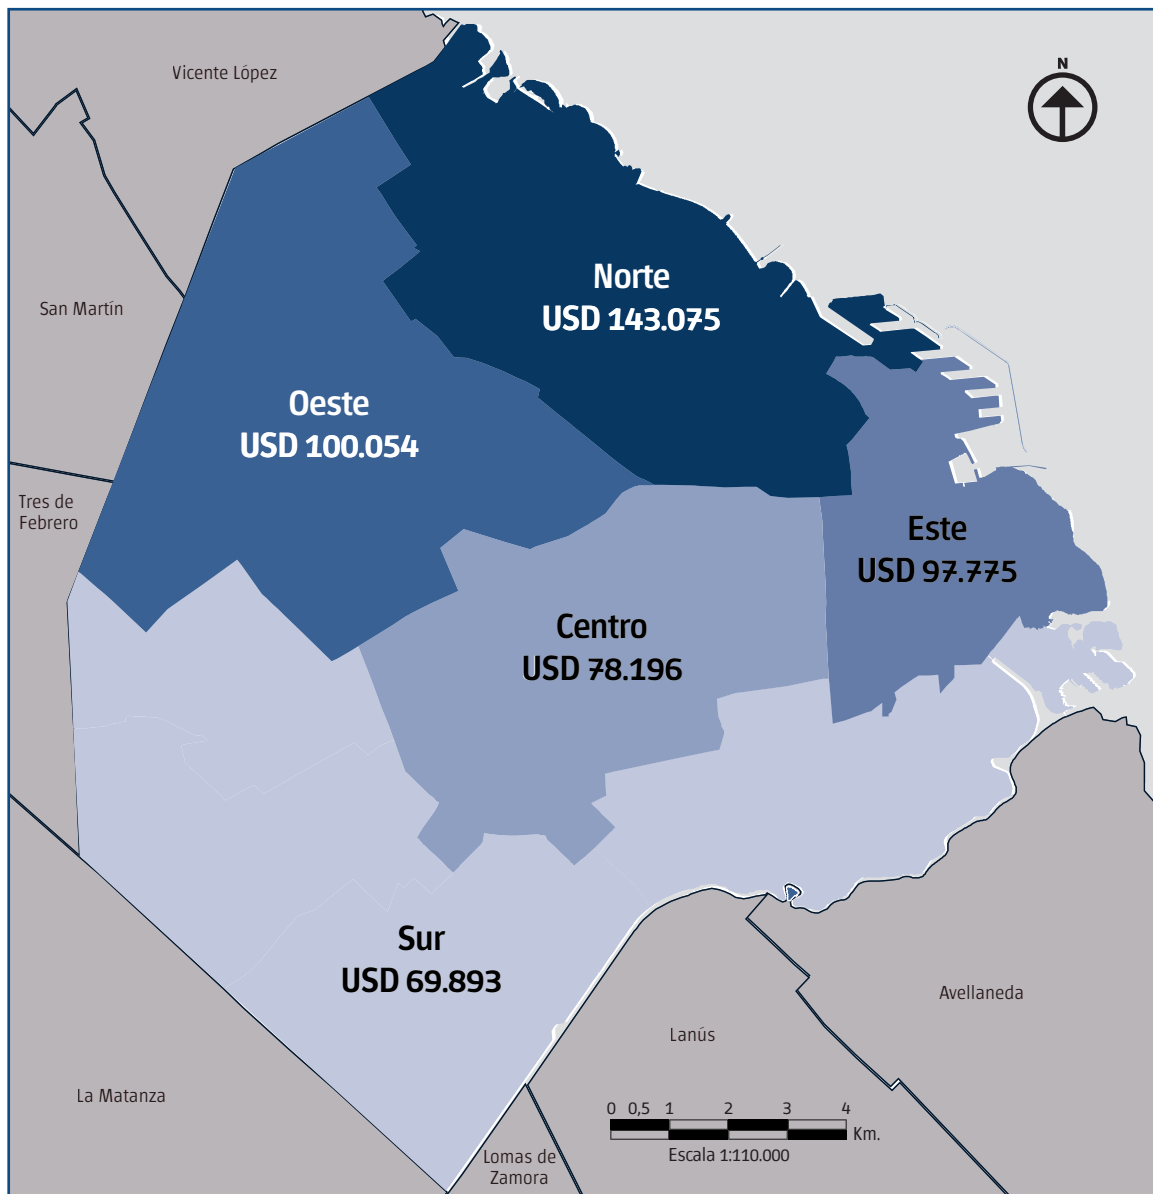 Vicente López
N
Norte
USD 143.075
San Martín
Oeste
USD 100.054
Tres de
Febrero
Este
USD 97.775
Centro
USD 78.196
Sur
USD 69.893
Avellaneda
Lanús
La Matanza
0 0,5 1 2 3 4
Km.
Escala 1:110.000
Lomas de
Zamora